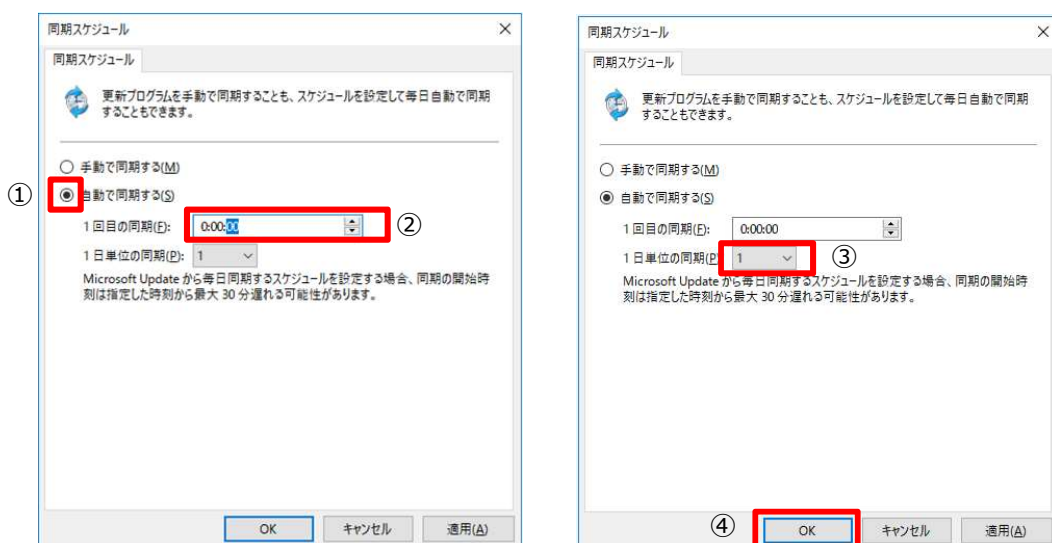 同期スケジュール
同期スケジュール
更新プログラムを手動で同期することも、スケジュールを設定して毎日自動で同期
することもできます。
手動で同期する(M)
① 自動で同期する(S)
1 回目の同期(F): 0:00:00 ②
1 日単位の同期(P): 1
Microsoft Update から毎日同期するスケジュールを設定する場合、同期の開始時
刻は指定した時刻から最大 30 分遅れる可能性があります。
OK キャンセル 適用(A)
同期スケジュール
同期スケジュール
更新プログラムを手動で同期することも、スケジュールを設定して毎日自動で同期
することもできます。
手動で同期する(M)
自動で同期する(S)
1 回目の同期(F): 0:00:00
1 日単位の同期(P 1 ③
Microsoft Update から毎日同期するスケジュールを設定する場合、同期の開始時
刻は指定した時刻から最大 30 分遅れる可能性があります。
④ OK キャンセル 適用(A)